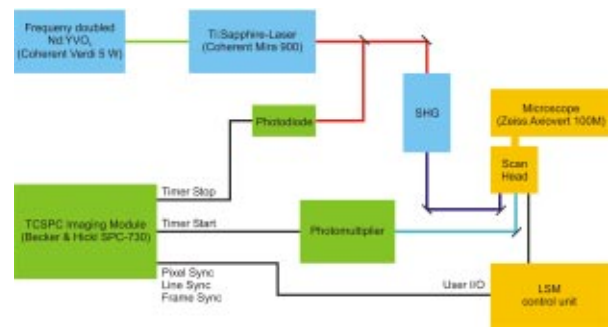 Frequeny doubled
Nd:YVO4
(Coherent Verdi 5 W)
Ti:Sapphire-Laser
(Coherent Mira 900)
Photodiode
SHG
Microscope
(Zeiss Axiovert 100M)
Scan
Head
Timer Stop
TCSPC Imaging Module
(Becker & Hickl SPC-730)
Timer Start
Photomultiplier
Pixel Sync
Line Sync
Frame Sync
User I/O
LSM
control unit